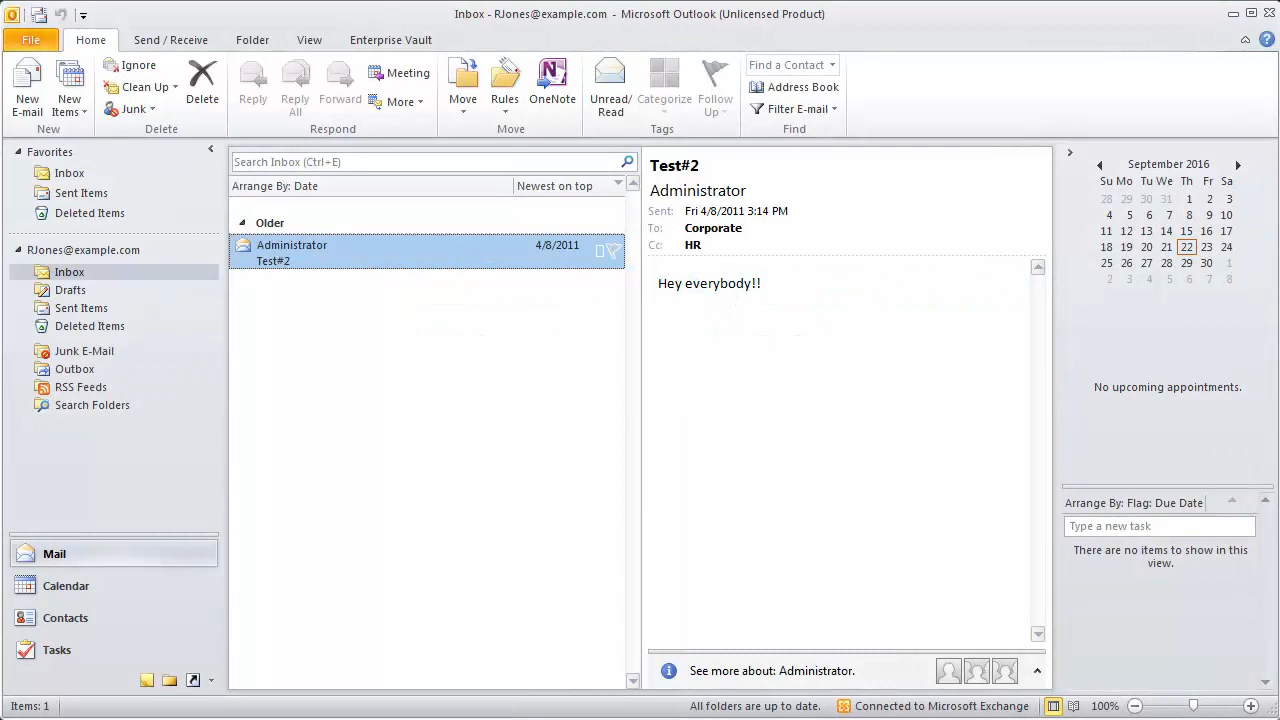 Inbox - RJones@example.com - Microsoft Outlook (Unlicensed Product)
File Home Send / Receive Folder View Enterprise Vault
New E-mail
New Items
New
Ignore
Clean Up
Junk
Delete
Delete
Reply
Reply All
Forward
Meeting
More
Respond
Move
Rules
OneNote
Move
Unread/ Read
Categorize
Follow Up
Tags
Find a Contact
Address Book
Filter E-mail
Find
Favorites
Inbox
Sent Items
Deleted Items
RJones@example.com
Inbox
Drafts
Sent Items
Deleted Items
Junk E-Mail
Outbox
RSS Feeds
Search Folders
Mail
Calendar
Contacts
Tasks
Search Inbox (Ctrl+E)
Arrange By: Date Newest on top
Older
Administrator 4/8/2011
Test#2
Test#2
Administrator
Sent: Fri 4/8/2011 3:14 PM
To: Corporate
Cc: HR
Hey everybody!!
See more about: Administrator.
September 2016
Su Mo Tu We Th Fr Sa
28 29 30 31 1 2 3
4 5 6 7 8 9 10
11 12 13 14 15 16 17
18 19 20 21 22 23 24
25 26 27 28 29 30 1
2 3 4 5 6 7 8
No upcoming appointments.
Arrange By: Flag: Due Date
Type a new task
There are no items to show in this
view.
Items: 1 All folders are up to date. Connected to Microsoft Exchange 100%